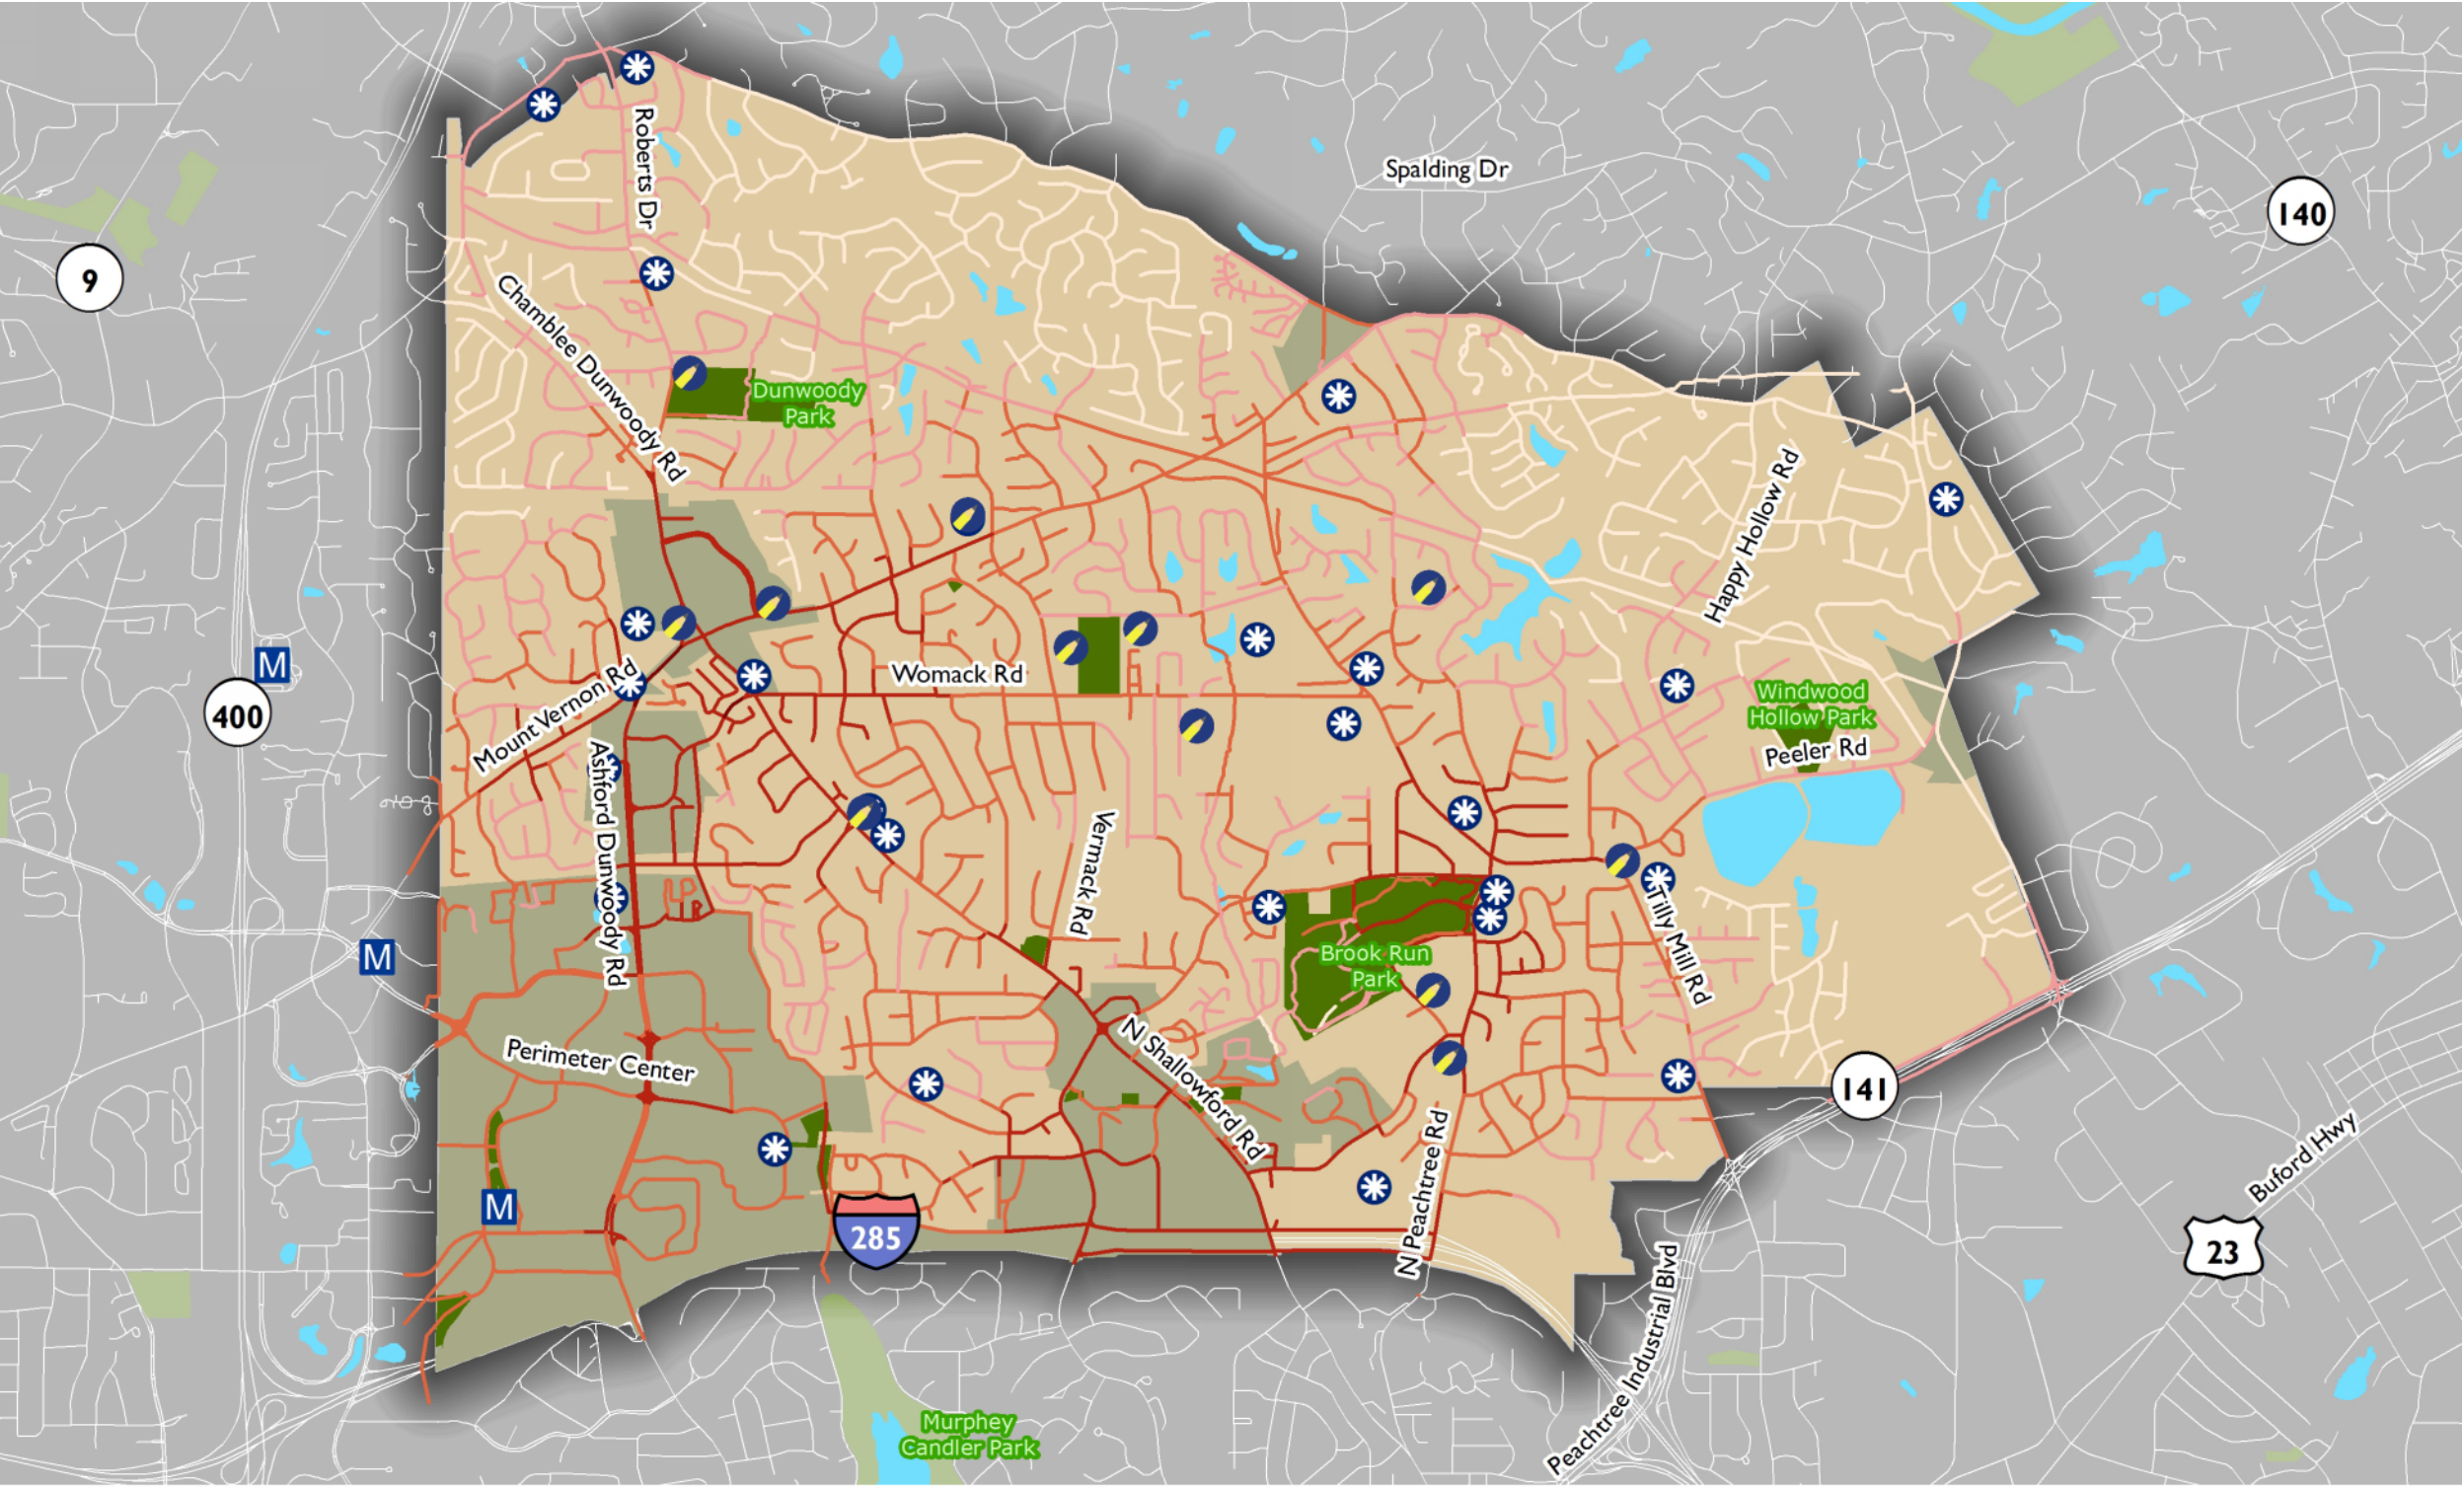 Roberts Dr
Spalding Dr
140
9
Chamblee Dunwoody Rd
Dunwoody
Park
Happy Hollow Rd
M
400
Mount Vernon Rd
Womack Rd
Windwood
Hollow Park
Peeler Rd
Ashford Dunwoody Rd
Vermack Rd
Tilly Mill Rd
M
Brook Run
Park
Perimeter Center
N Shallowford Rd
141
N Peachtree Rd
Buford Hwy
M
285
23
Peachtree Industrial Blvd
Murphey
Candler Park